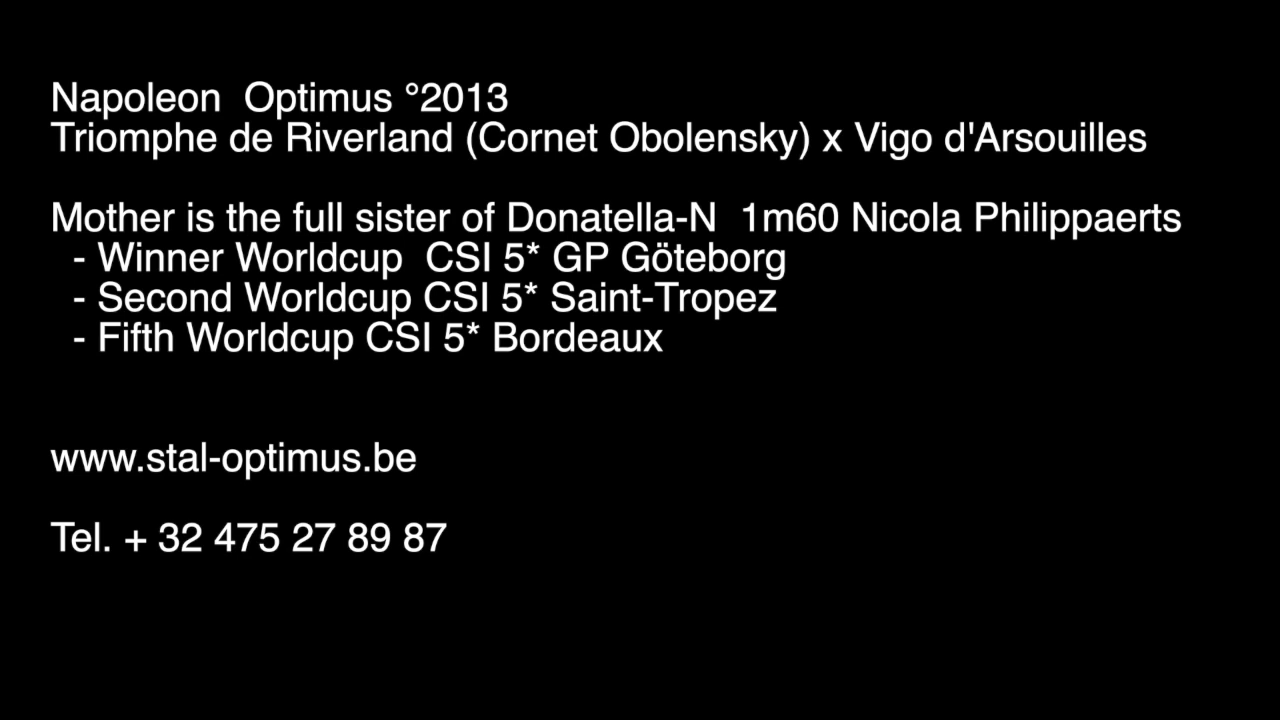 Napoleon  Optimus °2013
Triomphe de Riverland (Cornet Obolensky) x Vigo d'Arsouilles
Mother is the full sister of Donatella-N  1m60 Nicola Philippaerts
- Winner Worldcup  CSI 5* GP Göteborg
- Second Worldcup CSI 5* Saint-Tropez
- Fifth Worldcup CSI 5* Bordeaux
www.stal-optimus.be
Tel. + 32 475 27 89 87